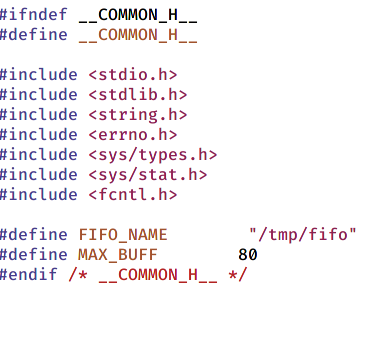 #ifndef __COMMON_H__
#define __COMMON_H__
#include <stdio.h>
#include <stdlib.h>
#include <string.h>
#include <errno.h>
#include <sys/types.h>
#include <sys/stat.h>
#include <fcntl.h>
#define FIFO_NAME "/tmp/fifo"
#define MAX_BUFF 80
#endif /* __COMMON_H__ */